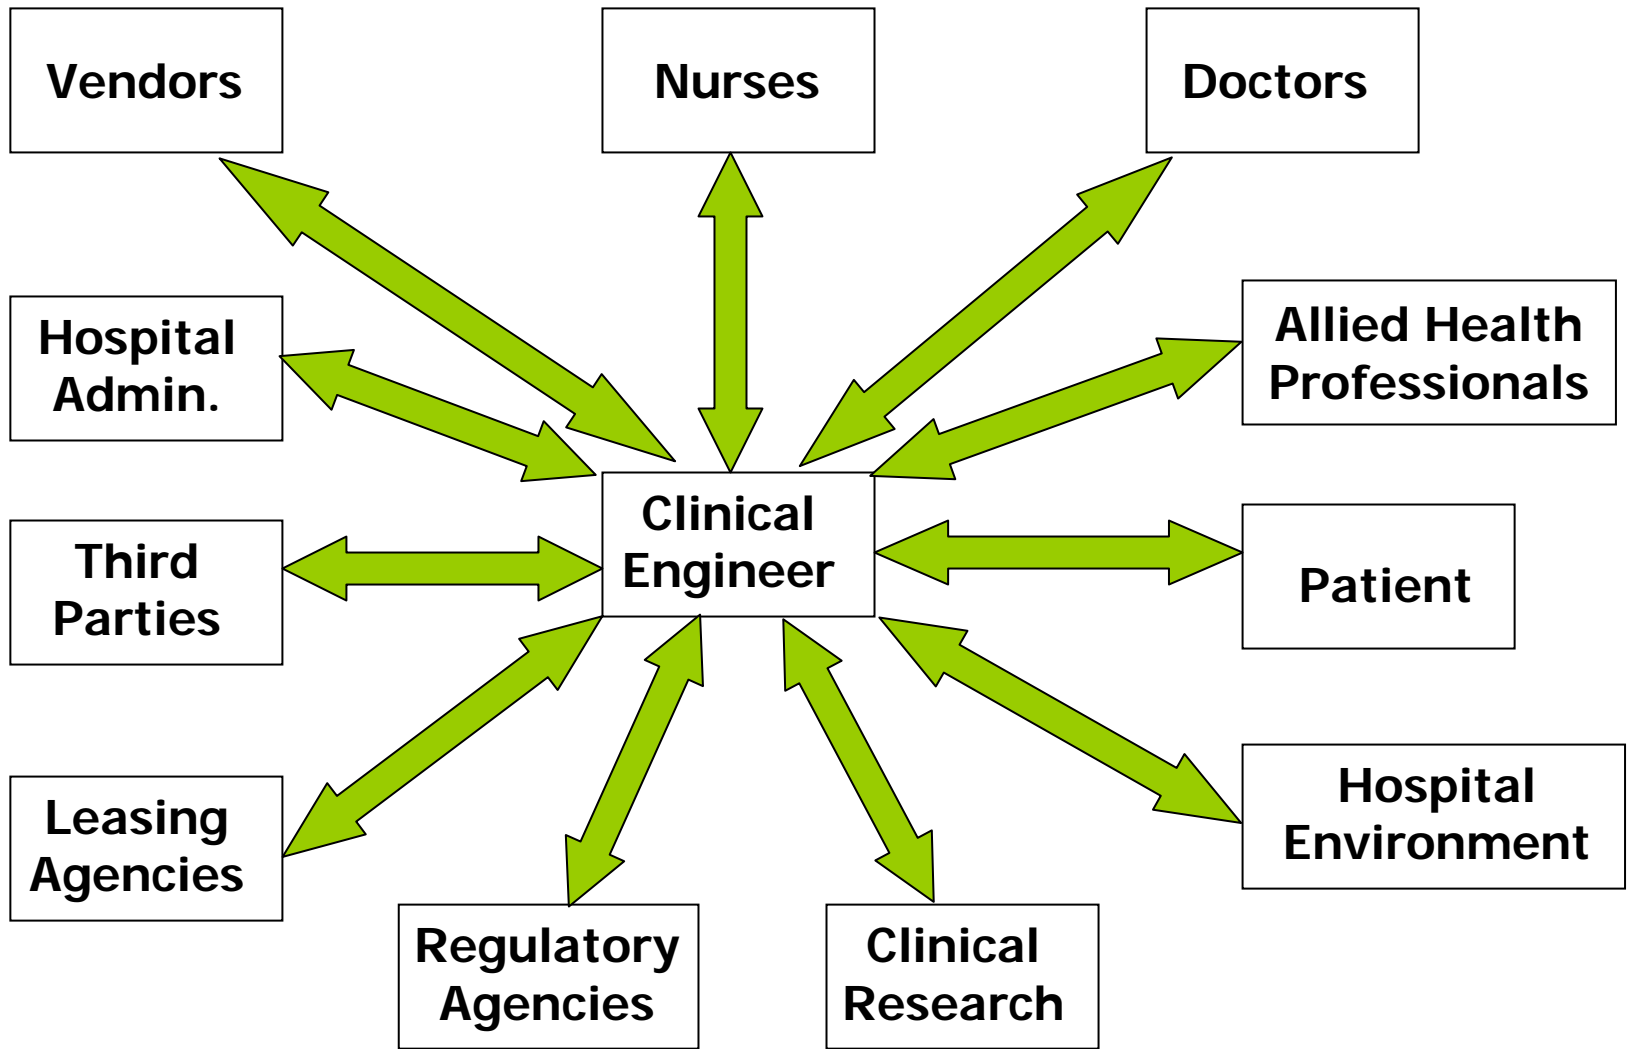 Vendors
Nurses
Doctors
Hospital
Admin.
Allied Health
Professionals
Clinical
Engineer
Third
Parties
Patient
Leasing
Agencies
Hospital
Environment
Regulatory
Agencies
Clinical
Research